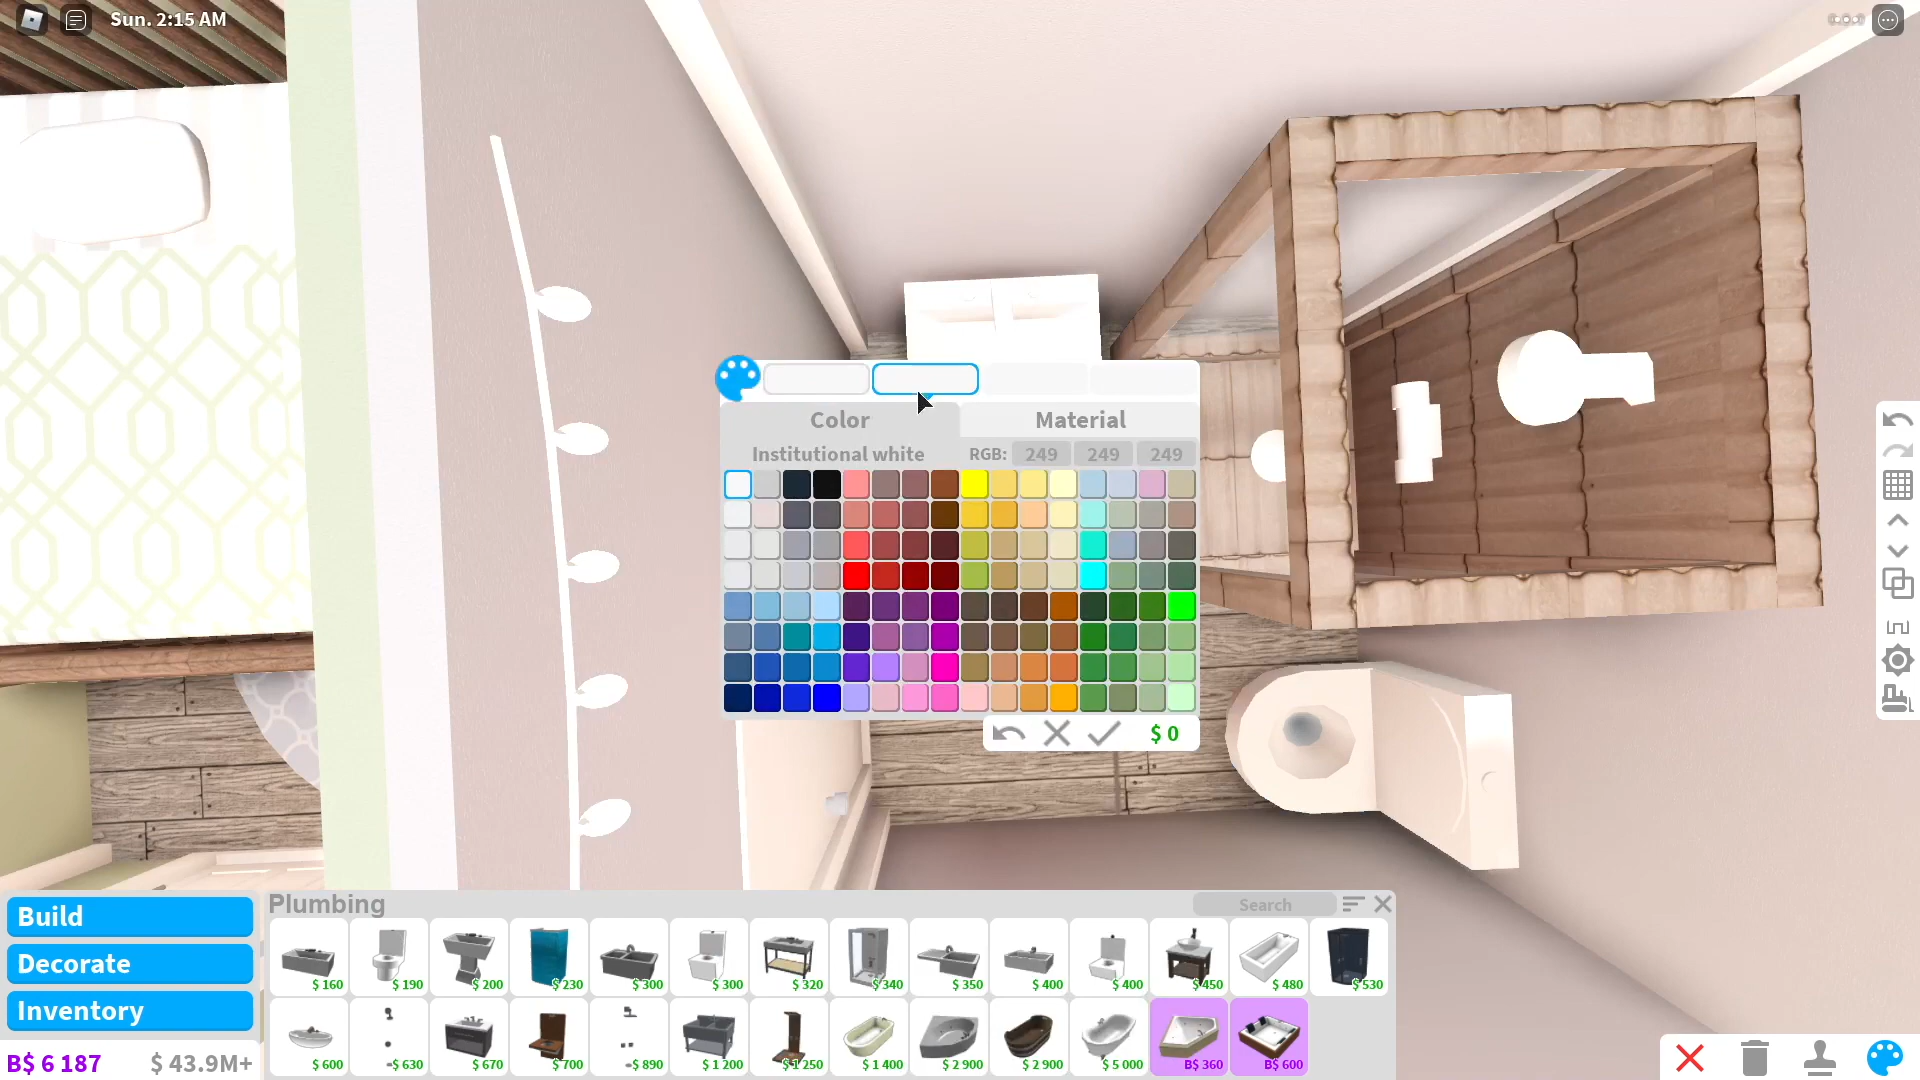 Sun. 2:15 AM
Color
Material
Institutional white
RGB: 249 249 249
$ 0
Plumbing
Search
Build
Decorate
Inventory
B$ 6 187
$ 43.9M+
$ 160
$ 190
$ 200
$ 230
$ 300
$ 300
$ 320
$ 340
$ 350
$ 400
$ 400
$ 450
$ 480
$ 530
$ 600
$ 630
$ 670
$ 700
$ 890
$ 1 200
$ 1 250
$ 1 400
$ 2 900
$ 2 900
$ 5 000
B$ 360
B$ 600